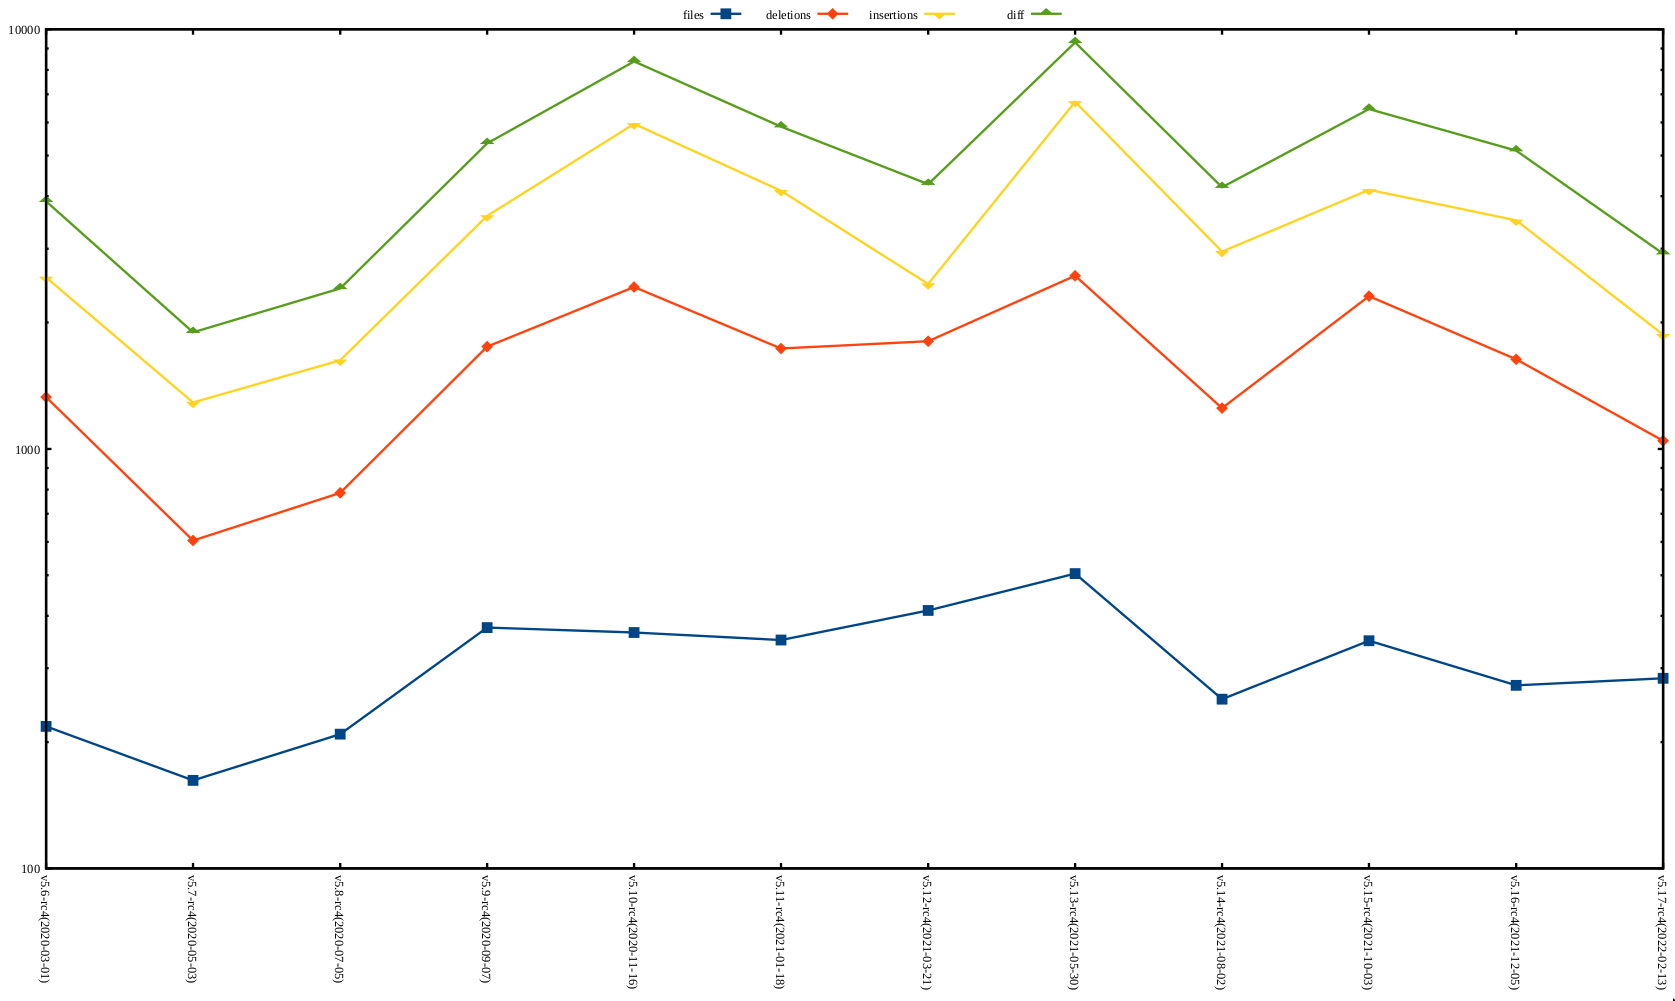 files deletions insertions diff
10000
1000
100
v5.6-rc4(2020-03-01)
v5.7-rc4(2020-05-03)
v5.8-rc4(2020-07-05)
v5.9-rc4(2020-09-07)
v5.10-rc4(2020-11-16)
v5.11-rc4(2021-01-18)
v5.12-rc4(2021-03-21)
v5.13-rc4(2021-05-30)
v5.14-rc4(2021-08-02)
v5.15-rc4(2021-10-03)
v5.16-rc4(2021-12-05)
v5.17-rc4(2022-02-13)